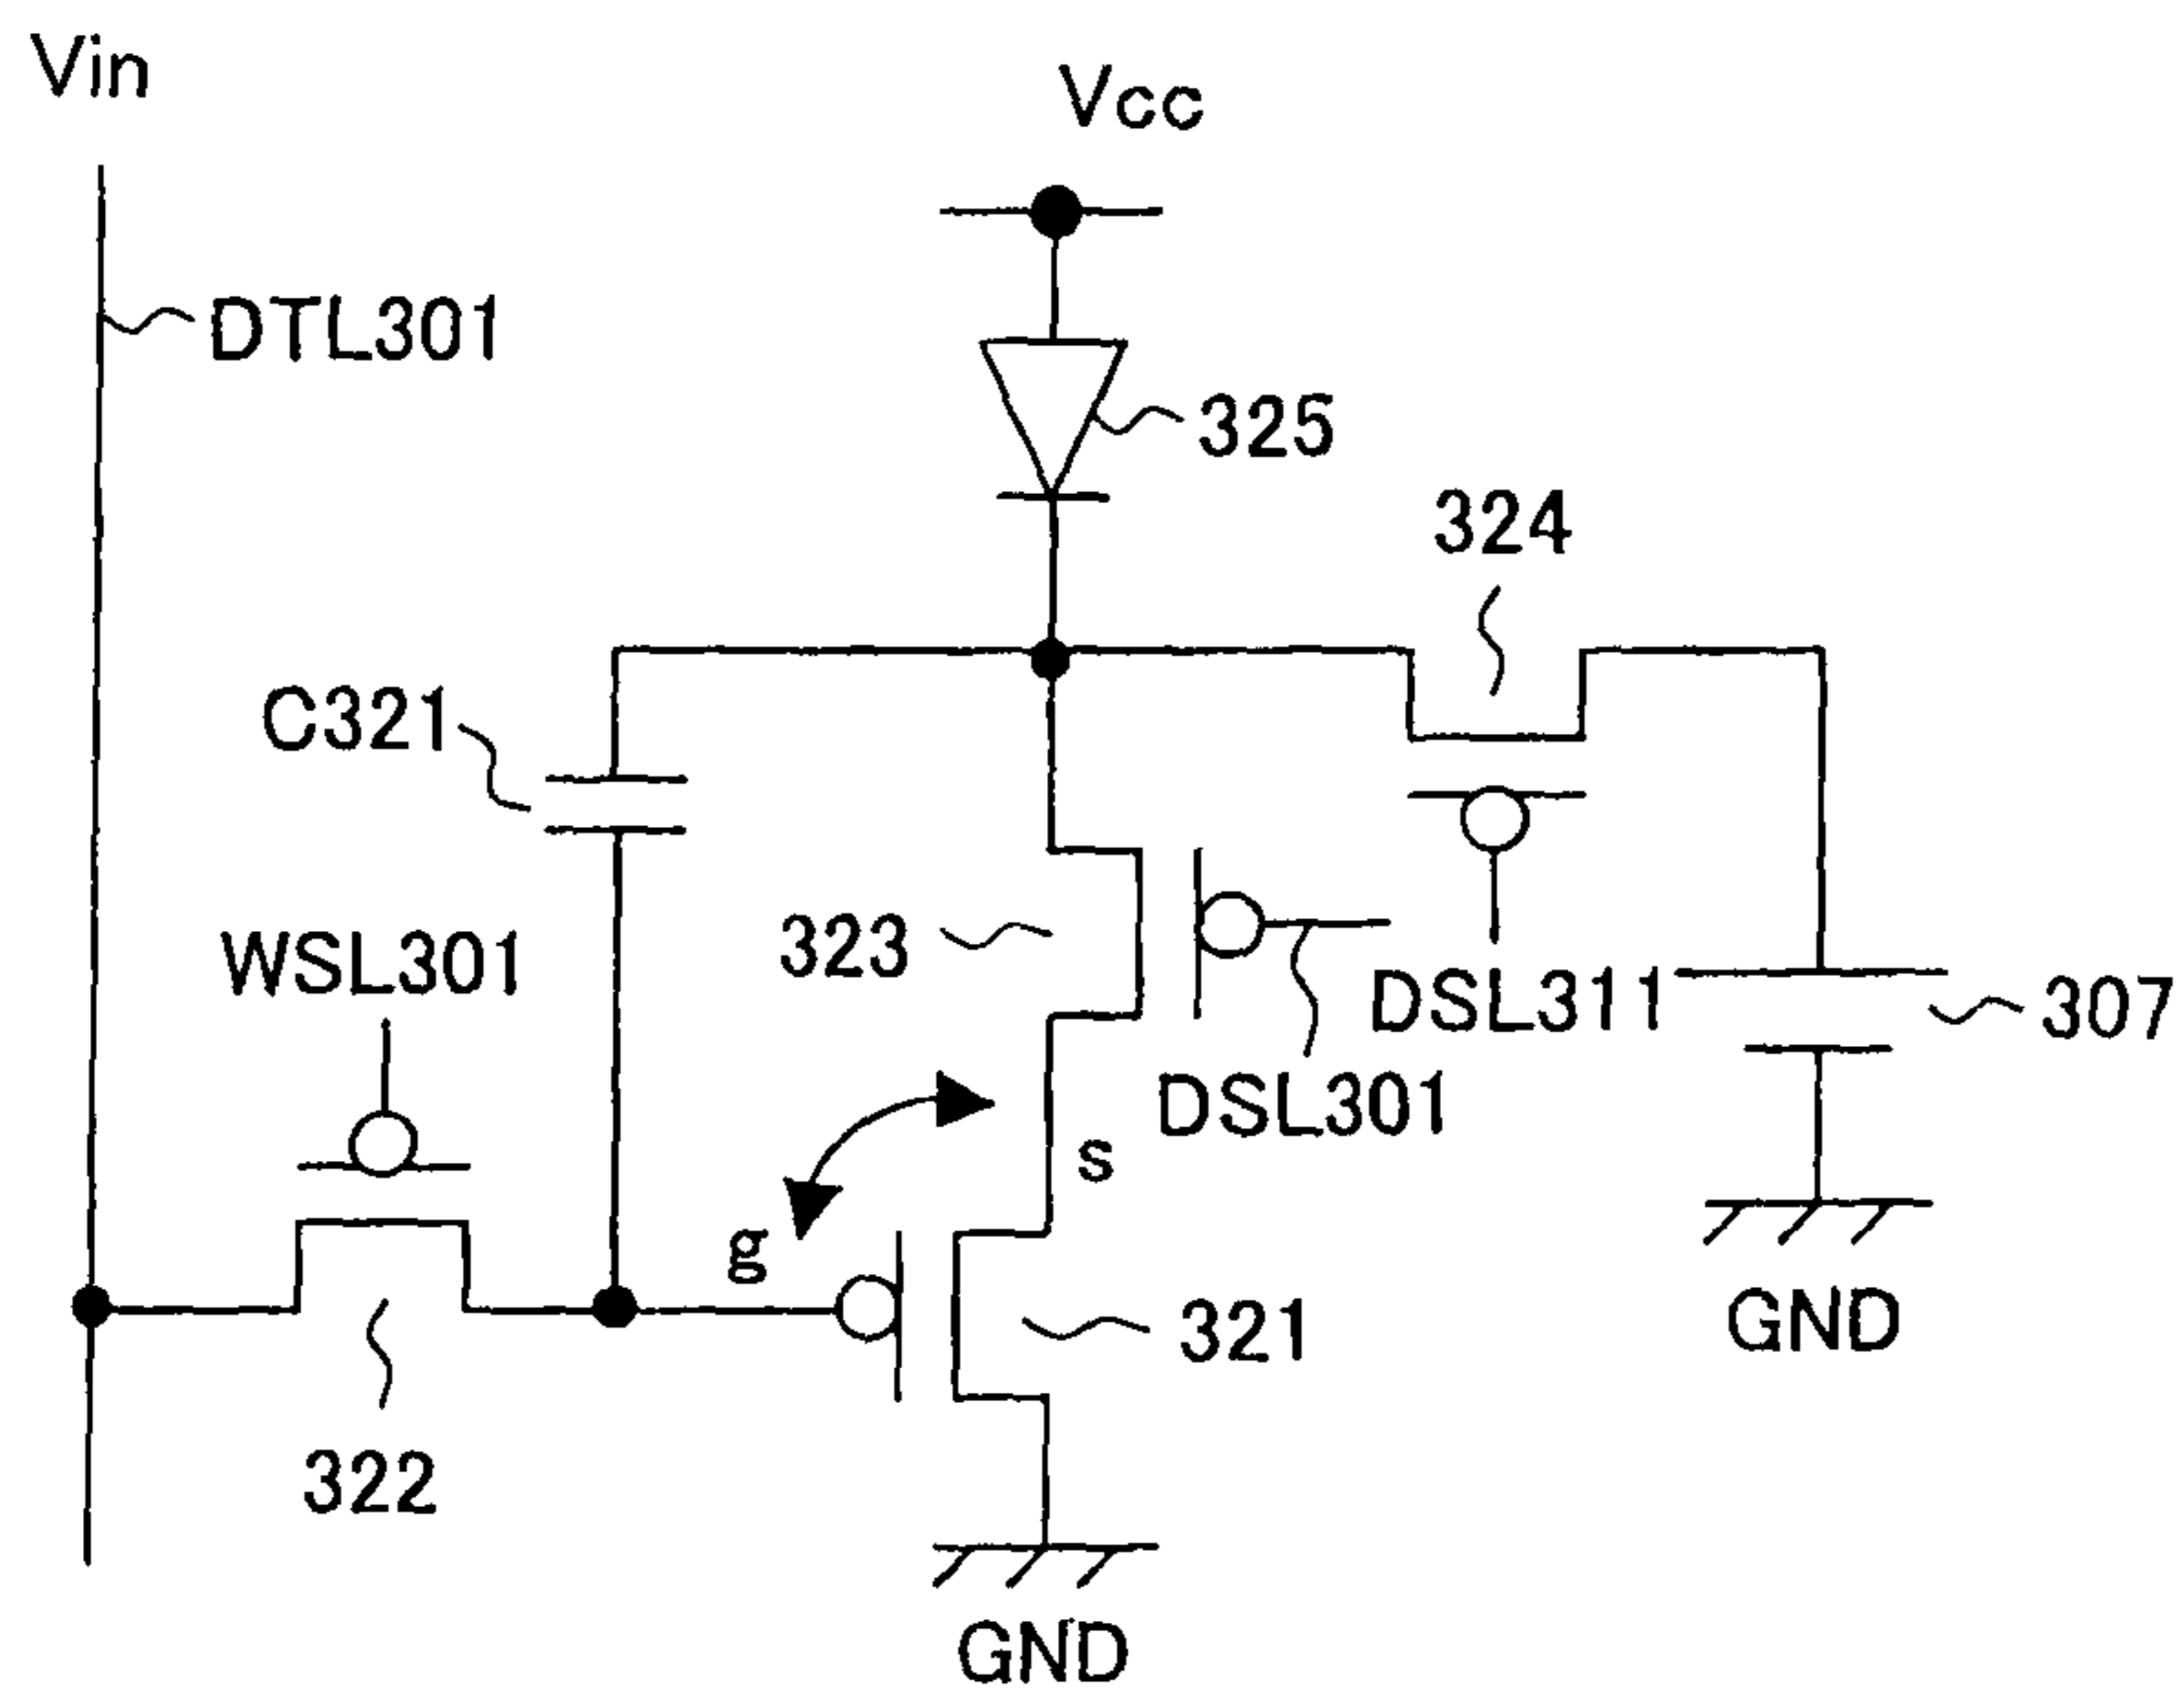 Vin
Vcc
DTL301
325
324
C321
323
WSL301
DSL311
307
DSL301
s
g
321
GND
322
GND